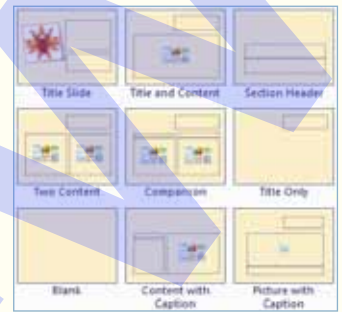 Title Slide
Title and Content
Section Header
Two Content
Comparison
Title Only
Blank
Content with
Caption
Picture with
Caption